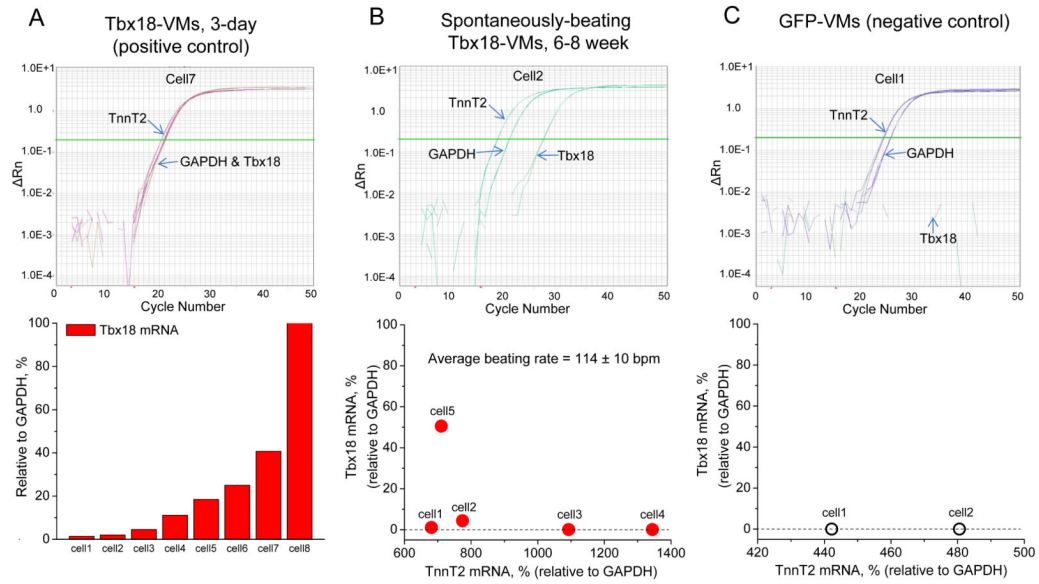 A
Tbx18-VMs, 3-day
(positive control)
1.0E+1
1.0
1.0E-1
1.0E-2
1.0E-3
1.0E-4
ΔRn
Cell7
TnnT2
GAPDH & Tbx18
0 10 20 30 40 50
Cycle Number
100
80
60
40
20
0
Relative to GAPDH, %
Tbx18 mRNA
cell1 cell2 cell3 cell4 cell5 cell6 cell7 cell8
B
Spontaneously-beating
Tbx18-VMs, 6-8 week
1.0E+1
1.0
1.0E-1
1.0E-2
1.0E-3
1.0E-4
ΔRn
Cell2
TnnT2
GAPDH
Tbx18
0 10 20 30 40 50
Cycle Number
100
80
60
40
20
0
Tbx18 mRNA, %
(relative to GAPDH)
Average beating rate = 114 ± 10 bpm
cell5
cell1
cell2
cell3
cell4
600 800 1000 1200 1400
TnnT2 mRNA, % (relative to GAPDH)
C
GFP-VMs (negative control)
1.0E+1
1.0
1.0E-1
1.0E-2
1.0E-3
1.0E-4
ΔRn
Cell1
TnnT2
GAPDH
Tbx18
0 10 20 30 40 50
Cycle Number
100
80
60
40
20
0
Tbx18 mRNA, %
(relative to GAPDH)
cell1
cell2
420 440 460 480 500
TnnT2 mRNA, % (relative to GAPDH)